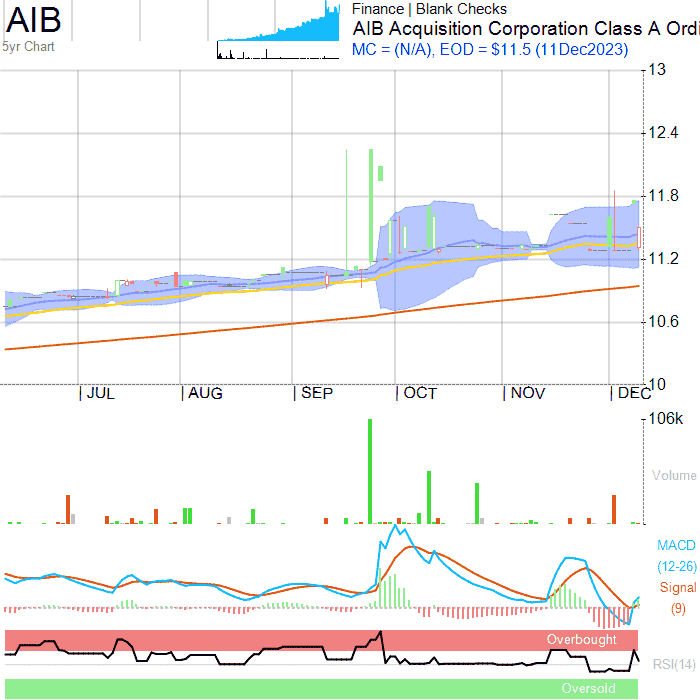 AIB
5yr Chart
Finance | Blank Checks
AIB Acquisition Corporation Class A Ordi
MC = (N/A), EOD = $11.5 (11Dec2023)
13
12.4
11.8
11.2
10.6
10
JUL AUG SEP OCT NOV DEC
106k
Volume
MACD
(12-26)
Signal
(9)
Overbought
RSI(14)
Oversold